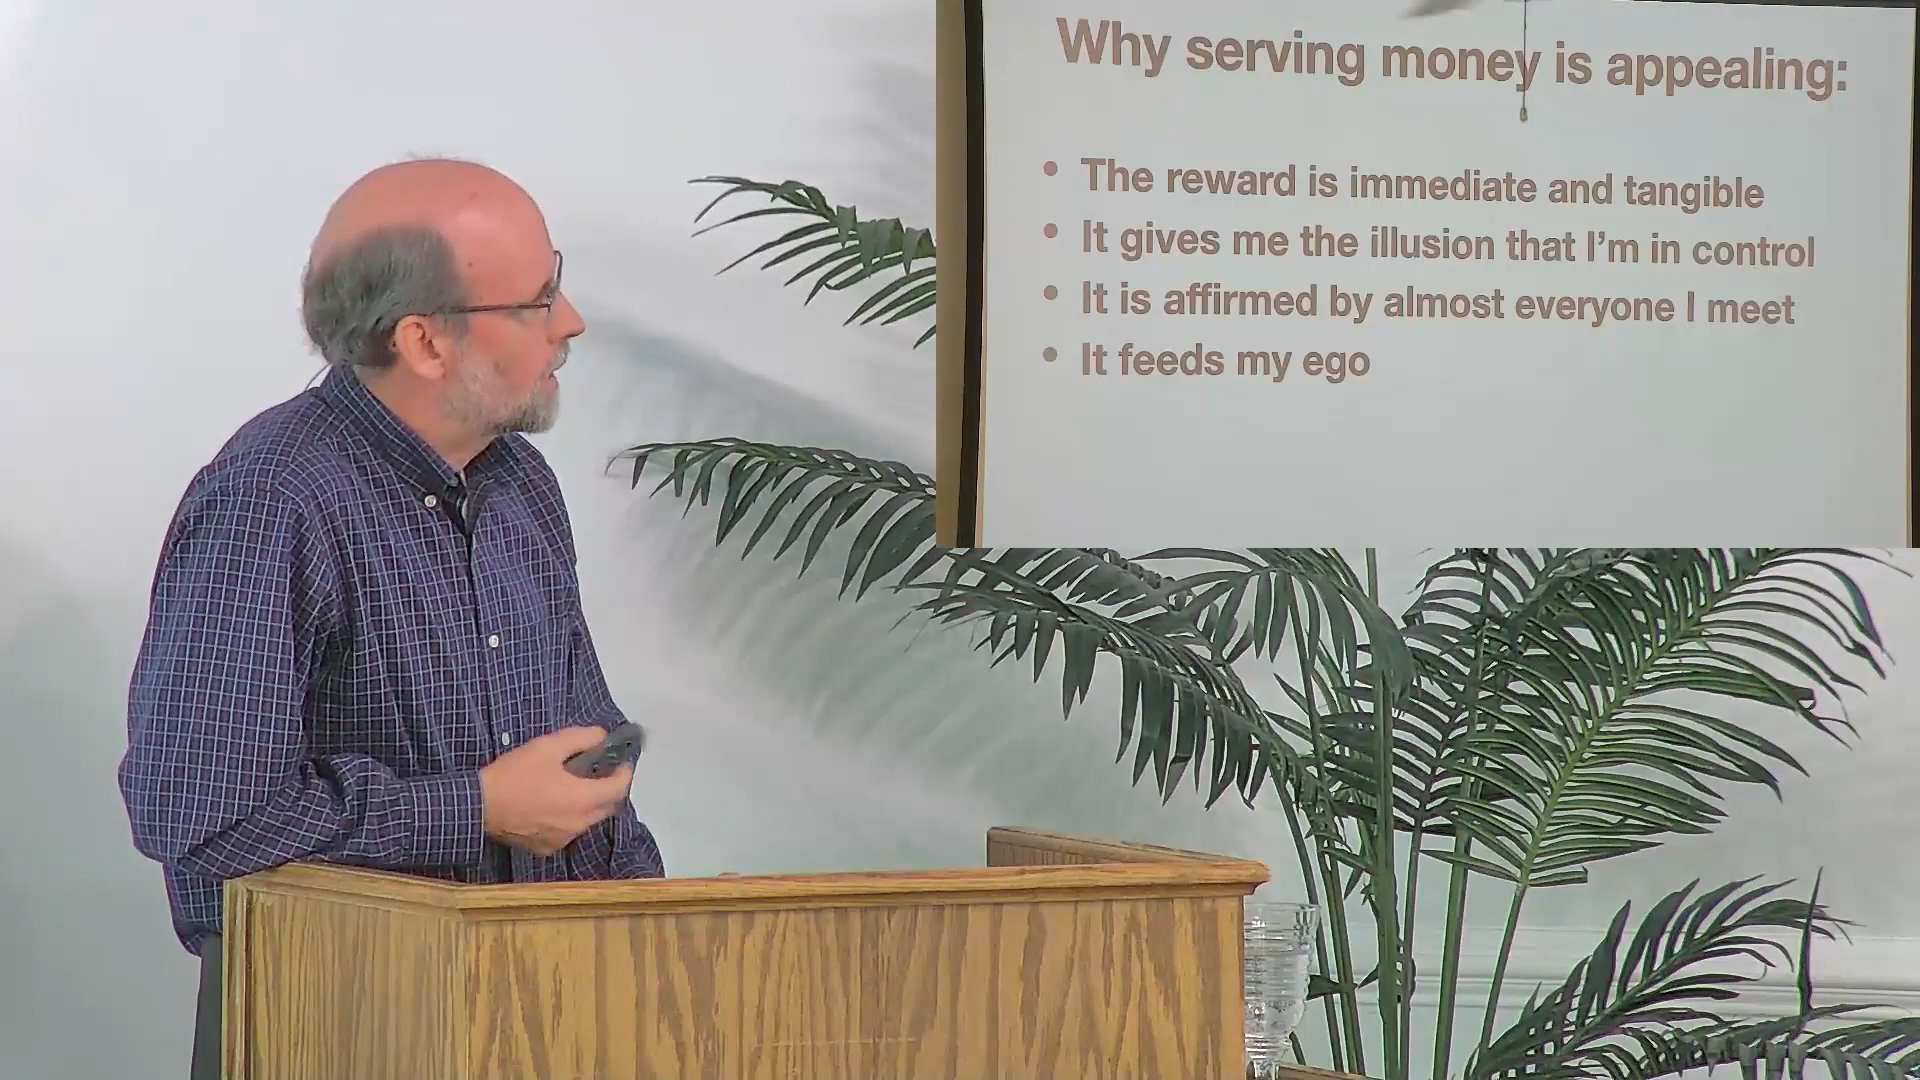 Why serving money is appealing:
• The reward is immediate and tangible
• It gives me the illusion that I’m in control
• It is affirmed by almost everyone I meet
• It feeds my ego